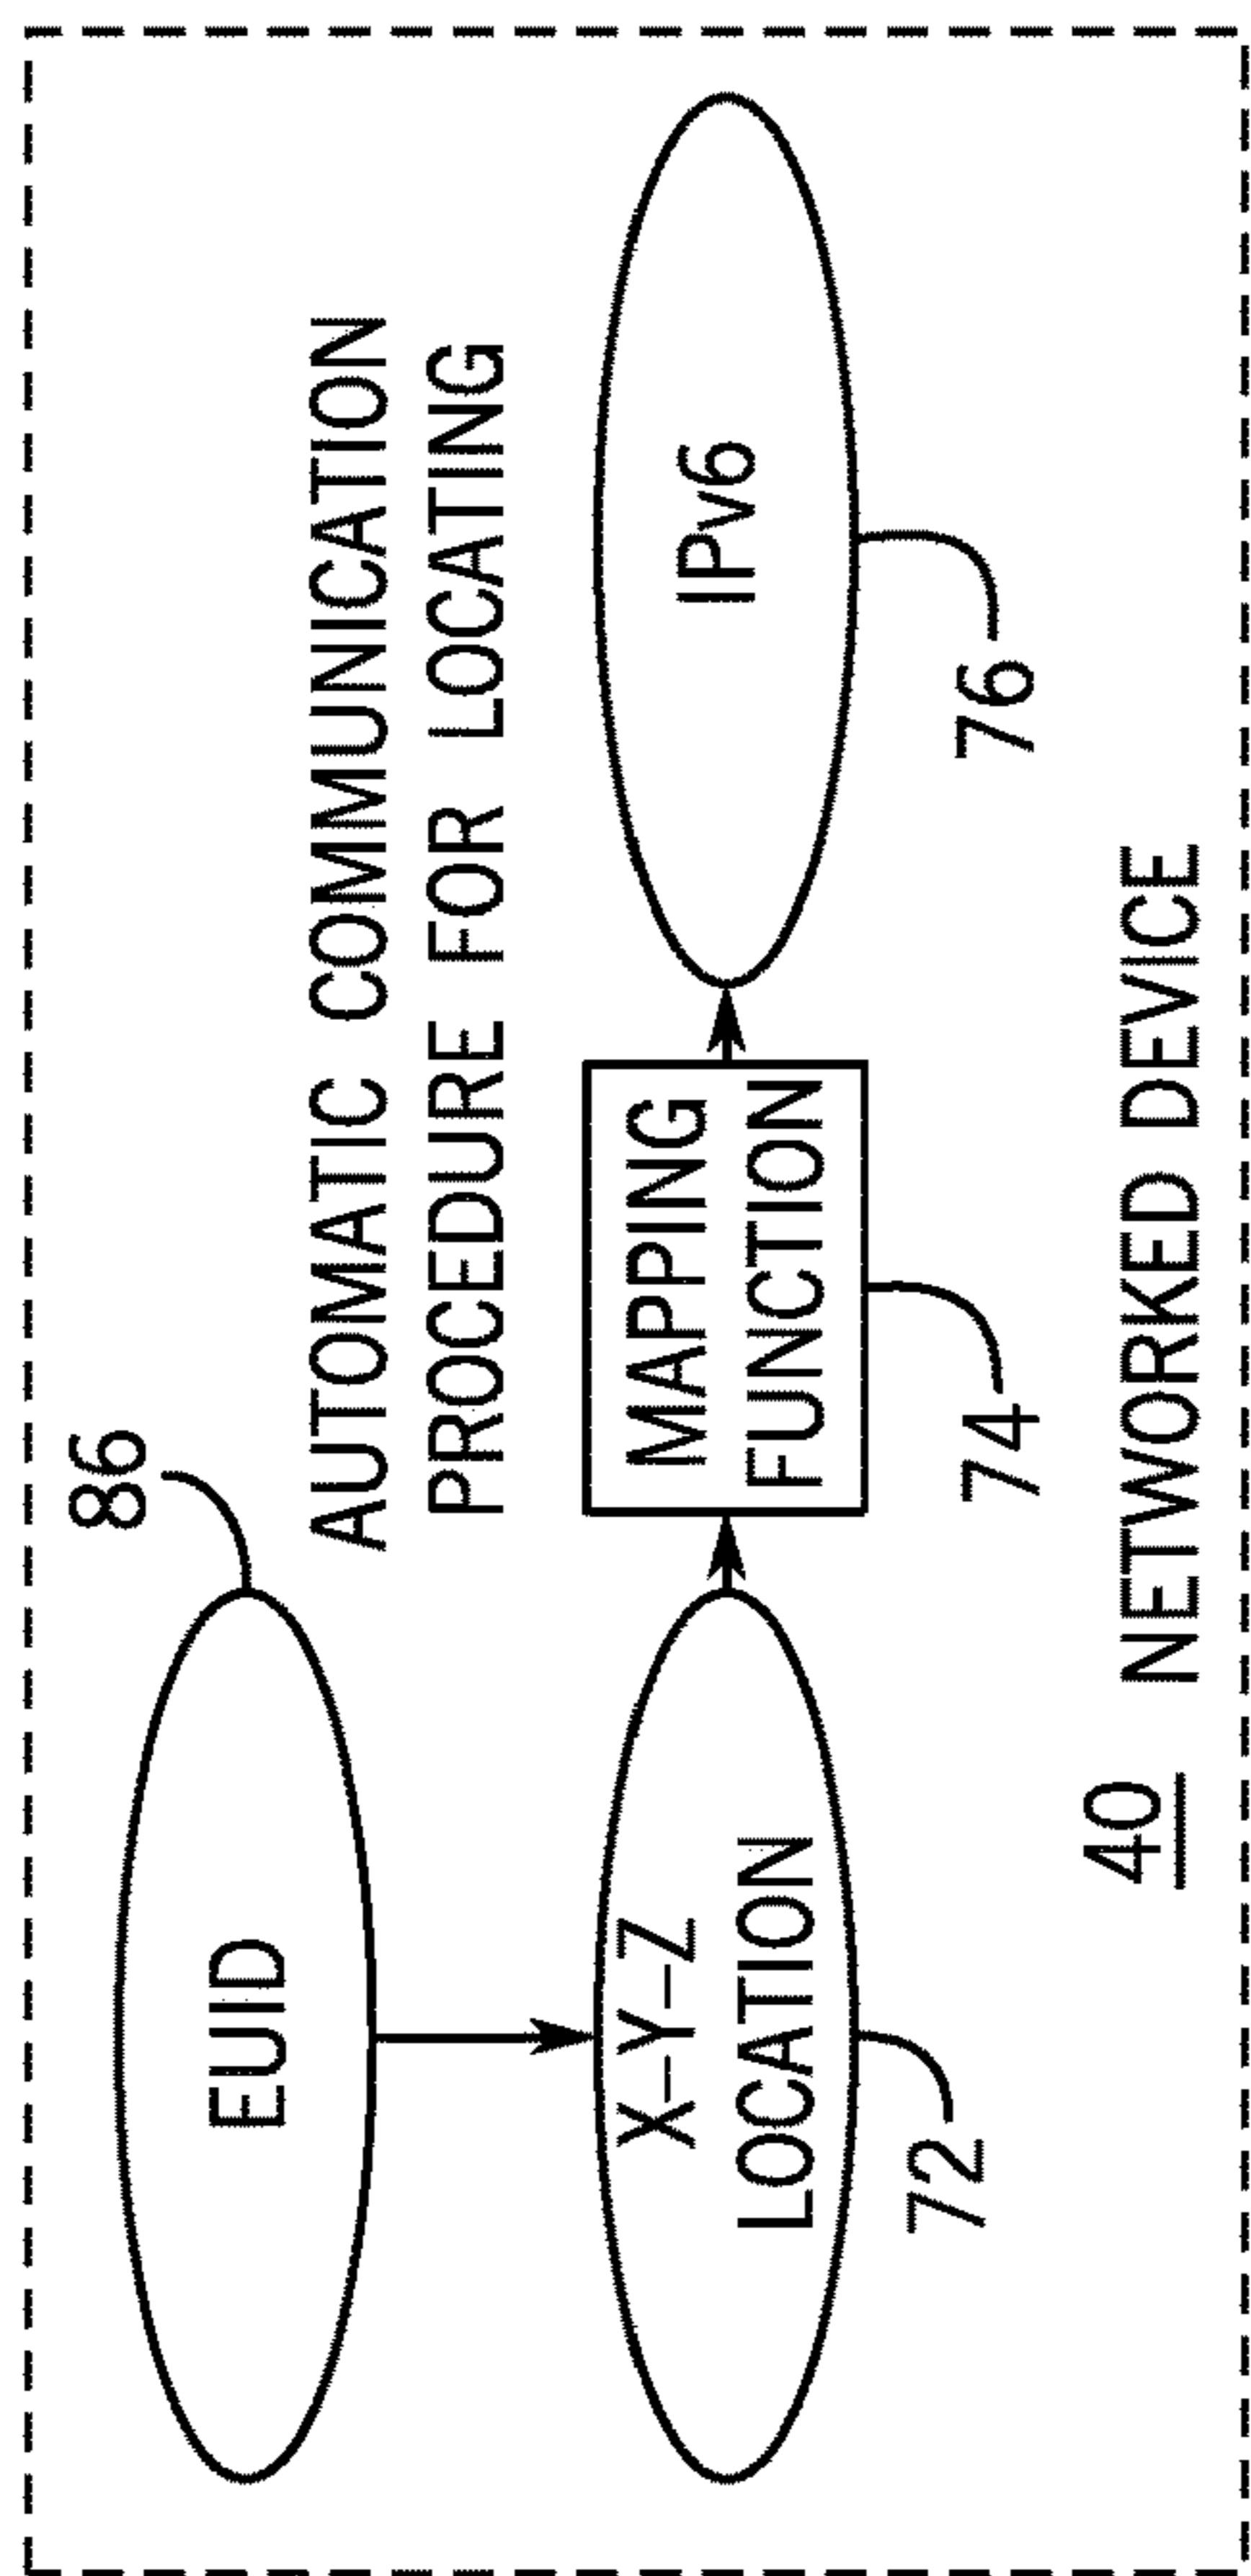 86
EUID
AUTOMATIC COMMUNICATION
PROCEDURE FOR LOCATING
X-Y-Z
LOCATION
MAPPING
FUNCTION
IPv6
72
74
76
40 NETWORKED DEVICE